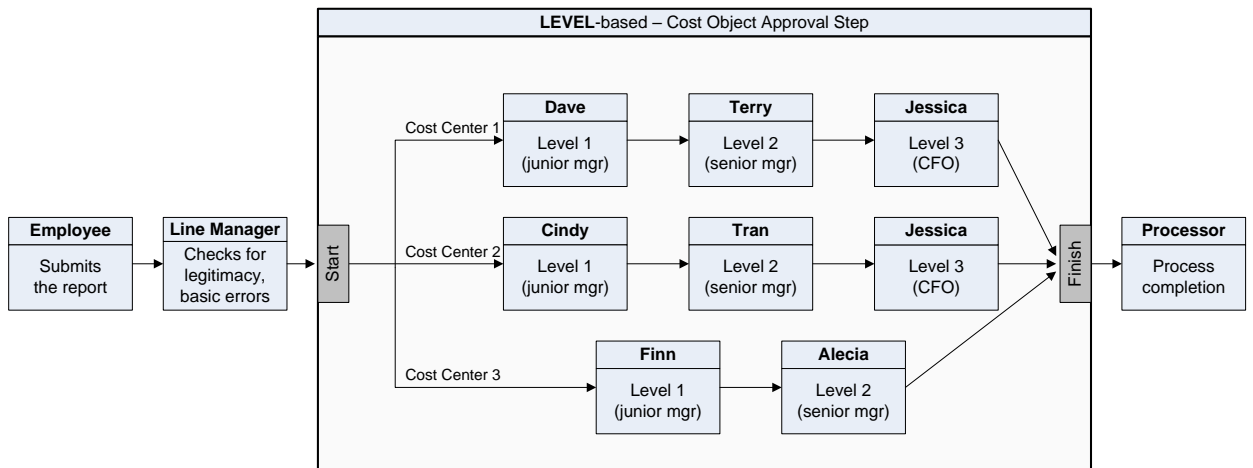 LEVEL-based – Cost Object Approval Step
Cost Center 1
Dave
Level 1
(junior mgr)
Terry
Level 2
(senior mgr)
Jessica
Level 3
(CFO)
Employee
Submits
the report
Line Manager
Checks for
legitimacy,
basic errors
Start
Cost Center 2
Cindy
Level 1
(junior mgr)
Tran
Level 2
(senior mgr)
Jessica
Level 3
(CFO)
Finish
Processor
Process
completion
Cost Center 3
Finn
Level 1
(junior mgr)
Alecia
Level 2
(senior mgr)